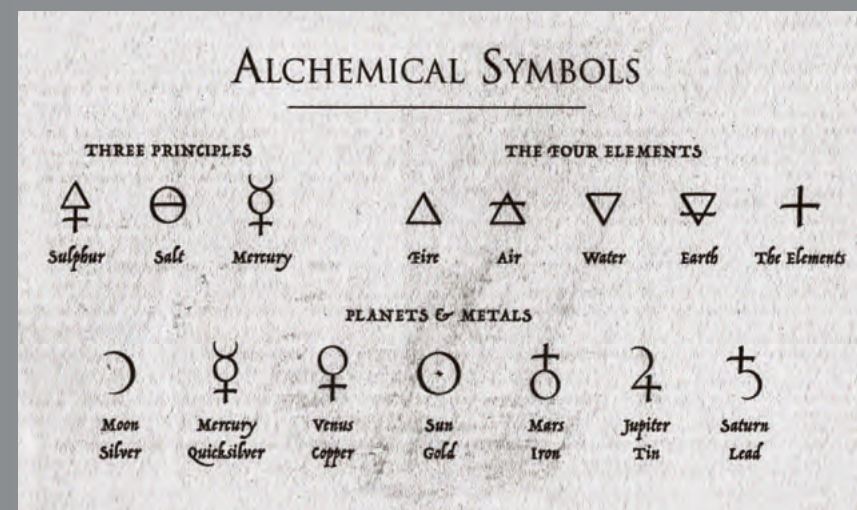 ALCHEMICAL SYMBOLS
THREE PRINCIPLES
Sulphur Salt Mercury
THE FOUR ELEMENTS
Fire Air Water Earth The Elements
PLANETS & METALS
Moon Mercury Venus Sun Mars Jupiter Saturn
Silver Quicksilver Copper Gold Iron Tin Lead